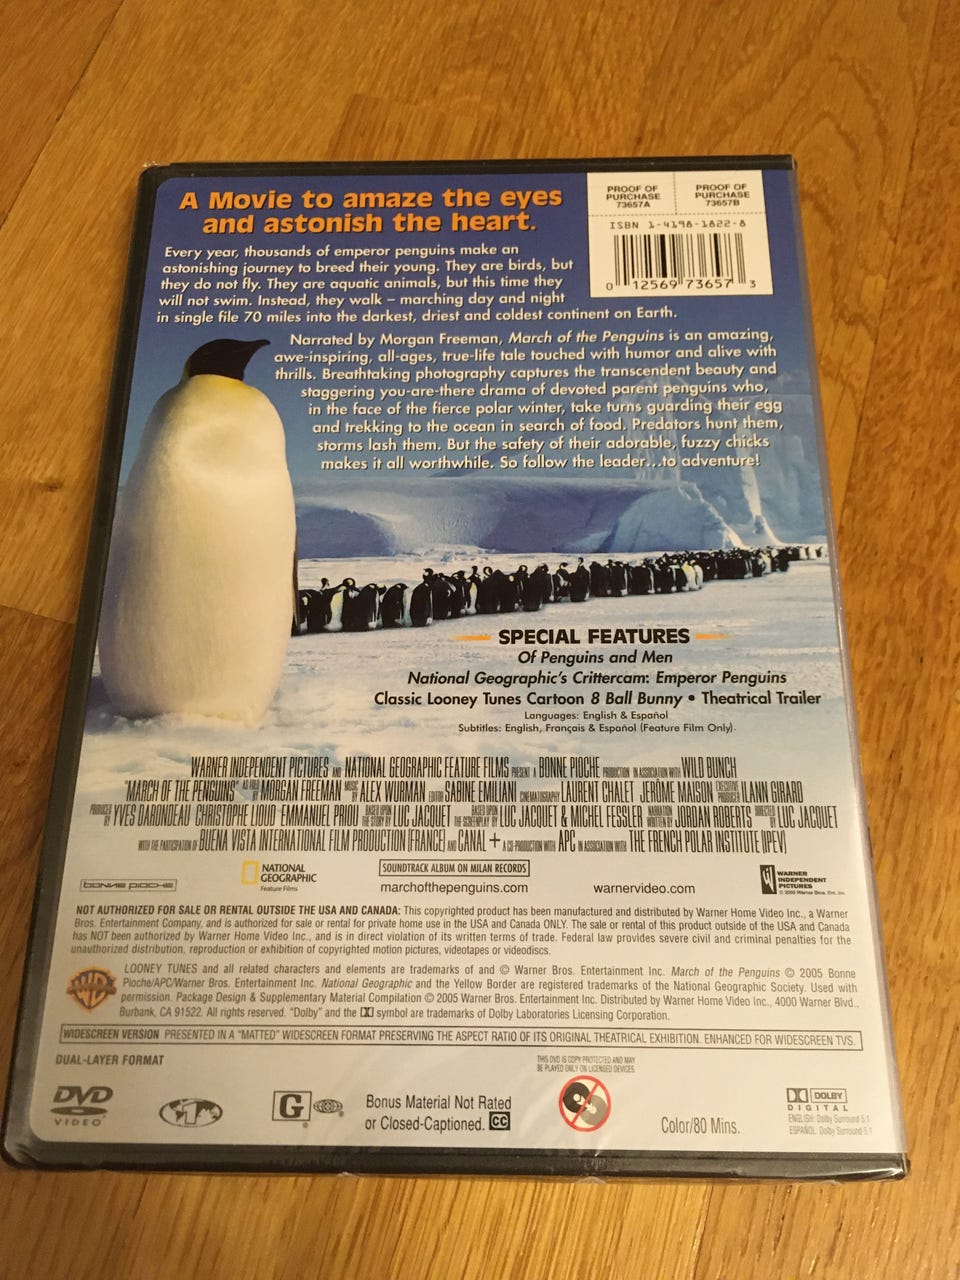 A Movie to amaze the eyes
and astonish the heart.
PROOF OF
PURCHASE
73657A
PROOF OF
PURCHASE
73657B
ISBN 1-4198-1822-8
0 12569 73657 3
Every year, thousands of emperor penguins make an
astonishing journey to breed their young. They are birds, but
they do not fly. They are aquatic animals, but this time they
will not swim. Instead, they walk – marching day and night
in single file 70 miles into the darkest, driest and coldest continent on Earth.
Narrated by Morgan Freeman, March of the Penguins is an amazing,
awe-inspiring, all-ages, true-life tale touched with humor and alive with
thrills. Breathtaking photography captures the transcendent beauty and
staggering you-are-there drama of devoted parent penguins who,
in the face of the fierce polar winter, take turns guarding their egg
and trekking to the ocean in search of food. Predators hunt them,
storms lash them. But the safety of their adorable, fuzzy chicks
makes it all worthwhile. So follow the leader...to adventure!
SPECIAL FEATURES
Of Penguins and Men
National Geographic's Crittercam: Emperor Penguins
Classic Looney Tunes Cartoon 8 Ball Bunny • Theatrical Trailer
Languages: English & Español
Subtitles: English, Français & Español (Feature Film Only).
WARNER INDEPENDENT PICTURES AND NATIONAL GEOGRAPHIC FEATURE FILMS PRESENT A BONNE PIOCHE PRODUCTION IN ASSOCIATION WITH WILD BUNCH
"MARCH OF THE PENGUINS" AS TOLD BY MORGAN FREEMAN MUSIC BY ALEX WURMAN EDITOR SABINE EMILIANI CINEMATOGRAPHY LAURENT CHALET JÉRÔME MAISON EXECUTIVE PRODUCER ILANN GIRARD
PRODUCED BY YVES DARONDEAU CHRISTOPHE LIOUD EMMANUEL PRIOU BASED UPON THE STORY BY LUC JACQUET BASED UPON THE SCREENPLAY BY LUC JACQUET & MICHEL FESSLER NARRATION WRITTEN BY JORDAN ROBERTS DIRECTED BY LUC JACQUET
WITH THE PARTICIPATION OF BUENA VISTA INTERNATIONAL FILM PRODUCTION (FRANCE) AND CANAL+ A CO-PRODUCTION WITH APC IN ASSOCIATION WITH THE FRENCH POLAR INSTITUTE (IPEV)
bonne pioche
NATIONAL
GEOGRAPHIC
Feature Films
SOUNDTRACK ALBUM ON MILAN RECORDS
marchofthepenguins.com
warnervideo.com
WARNER
INDEPENDENT
PICTURES
© 2005 Warner Bros. Ent. Inc.
NOT AUTHORIZED FOR SALE OR RENTAL OUTSIDE THE USA AND CANADA: This copyrighted product has been manufactured and distributed by Warner Home Video Inc., a Warner
Bros. Entertainment Company, and is authorized for sale or rental for private home use in the USA and Canada ONLY. The sale or rental of this product outside of the USA and Canada
has NOT been authorized by Warner Home Video Inc., and is in direct violation of its written terms of trade. Federal law provides severe civil and criminal penalties for the
unauthorized distribution, reproduction or exhibition of copyrighted motion pictures, videotapes or videodiscs.
LOONEY TUNES and all related characters and elements are trademarks of and © Warner Bros. Entertainment Inc. March of the Penguins © 2005 Bonne
Pioche/APC/Warner Bros. Entertainment Inc. National Geographic and the Yellow Border are registered trademarks of the National Geographic Society. Used with
permission. Package Design & Supplementary Material Compilation © 2005 Warner Bros. Entertainment Inc. Distributed by Warner Home Video Inc., 4000 Warner Blvd.,
Burbank, CA 91522. All rights reserved. "Dolby" and the DD symbol are trademarks of Dolby Laboratories Licensing Corporation.
WIDESCREEN VERSION PRESENTED IN A "MATTED" WIDESCREEN FORMAT PRESERVING THE ASPECT RATIO OF ITS ORIGINAL THEATRICAL EXHIBITION. ENHANCED FOR WIDESCREEN TVS.
DUAL-LAYER FORMAT
THIS DVD IS COPY PROTECTED AND MAY
BE PLAYED ONLY ON LICENSED DEVICES.
DVD
VIDEO
1
G
Bonus Material Not Rated
or Closed-Captioned. CC
Color/80 Mins.
DOLBY
DIGITAL
ENGLISH: Dolby Surround 5.1
ESPAÑOL: Dolby Surround 5.1